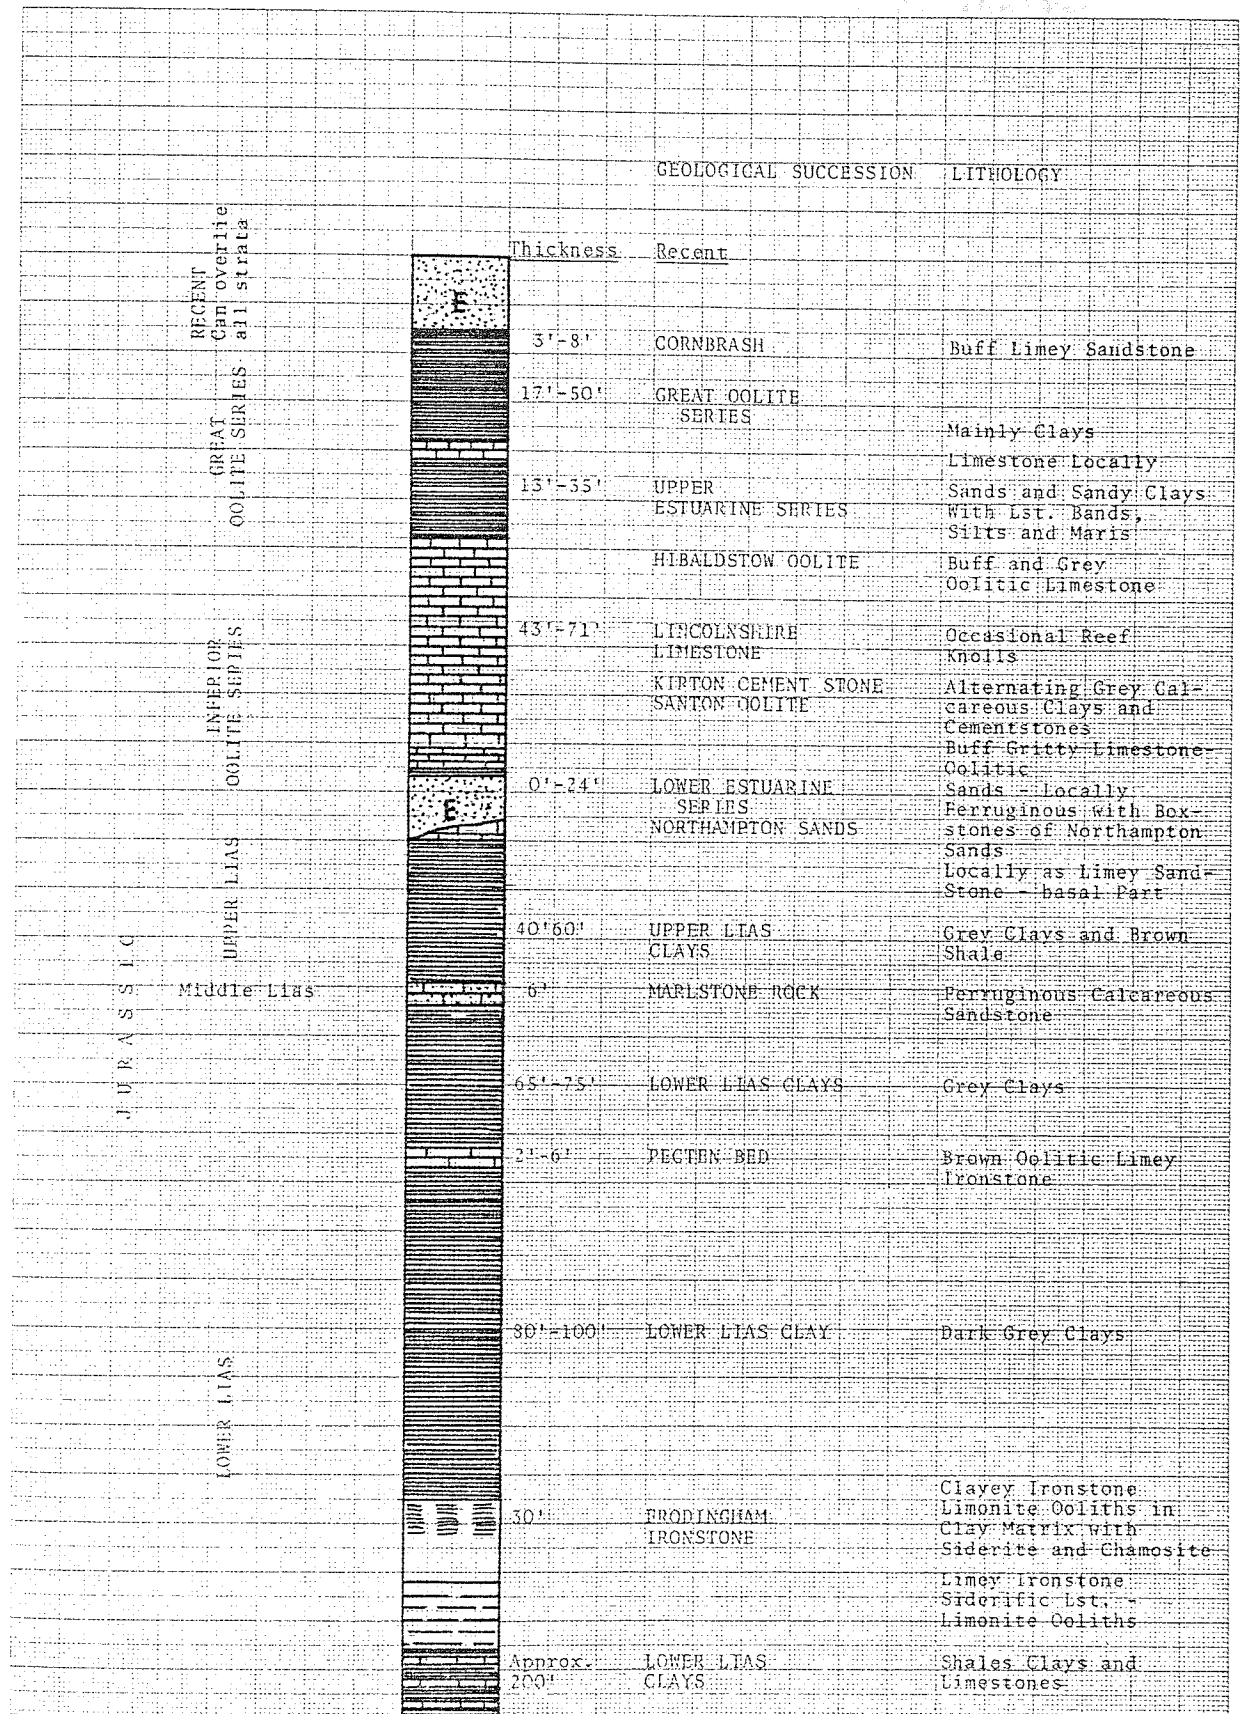 GEOLOGICAL SUCCESSION LITHOLOGY
RECENT
Can overlie
all strata
Thickness Recent
E
3'-8' CORNBRASH Buff Limey Sandstone
GREAT
OOLITE SERIES
17'-50' GREAT OOLITE
SERIES
Mainly Clays
Limestone Locally
13'-35' UPPER Sands and Sandy Clays
ESTUARINE SERIES With Lst. Bands,
Silts and Marls
HIBALDSTOW OOLITE Buff and Grey
Oolitic Limestone
INFERIOR
OOLITE SERIES
43'-71' LINCOLNSHIRE Occasional Reef
LIMESTONE Knolls
KIRTON CEMENT STONE Alternating Grey Cal-
SANTON OOLITE careous Clays and
Cementstones
Buff Gritty Limestone-
Oolitic
0'-24' LOWER ESTUARINE Sands - Locally
SERIES Ferruginous with Box-
NORTHAMPTON SANDS stones of Northampton
Sands
E
Locally as Limey Sand-
Stone - basal Part
UPPER LIAS
40'60' UPPER LIAS Grey Clays and Brown
CLAYS Shale
JURASSIC
Middle Lias 6' MARLSTONE ROCK Ferruginous Calcareous
Sandstone
65'-75' LOWER LIAS CLAYS Grey Clays
2'-6' PECTEN BED Brown Oolitic Limey
Ironstone
LOWER LIAS
80'-100' LOWER LIAS CLAY Dark Grey Clays
Clayey Ironstone
30' FRODINGHAM Limonite Ooliths in
IRONSTONE Clay Matrix with
Siderite and Chamosite
Limey Ironstone
Siderific Lst. -
Limonite Ooliths
Approx. LOWER LIAS Shales Clays and
200' CLAYS Limestones